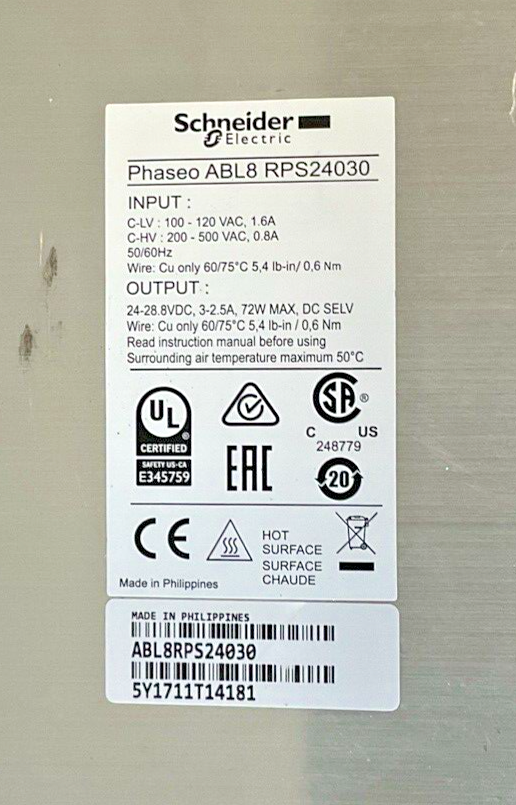 Schneider
Electric
Phaseo ABL8 RPS24030
INPUT :
C-LV : 100 - 120 VAC, 1.6A
C-HV : 200 - 500 VAC, 0.8A
50/60Hz
Wire: Cu only 60/75°C 5,4 lb-in/ 0,6 Nm
OUTPUT :
24-28.8VDC, 3-2.5A, 72W MAX, DC SELV
Wire: Cu only 60/75°C 5,4 lb-in / 0,6 Nm
Read instruction manual before using
Surrounding air temperature maximum 50°C
UL
®
CERTIFIED
SAFETY US-CA
E345759
EAC
SA ®
C US
248779
20
CE
HOT
SURFACE
SURFACE
CHAUDE
Made in Philippines
MADE IN PHILIPPINES
ABL8RPS24030
5Y1711T14181